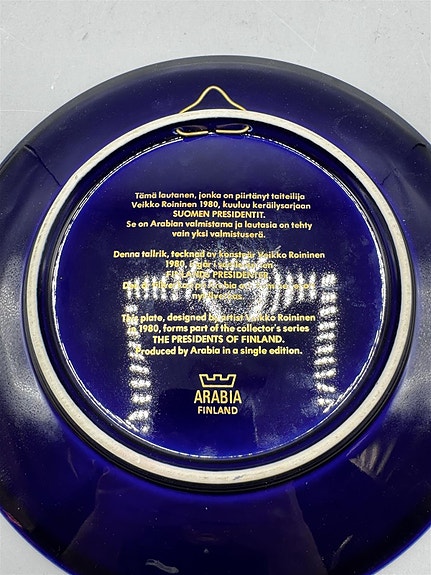 Tämä lautanen, jonka on piirtänyt taiteilija
Veikko Roininen 1980, kuuluu keräilysarjaan
SUOMEN PRESIDENTIT.
Se on Arabian valmistama ja lautasia on tehty
vain yksi valmistuserä.
Denna tallrik, tecknad av konstnär Veikko Roininen
1980,
FINLANDS PRESIDENTER.
This plate, designed by artist Veikko Roininen
in 1980, forms part of the collector's series
THE PRESIDENTS OF FINLAND.
Produced by Arabia in a single edition.
ARABIA
FINLAND